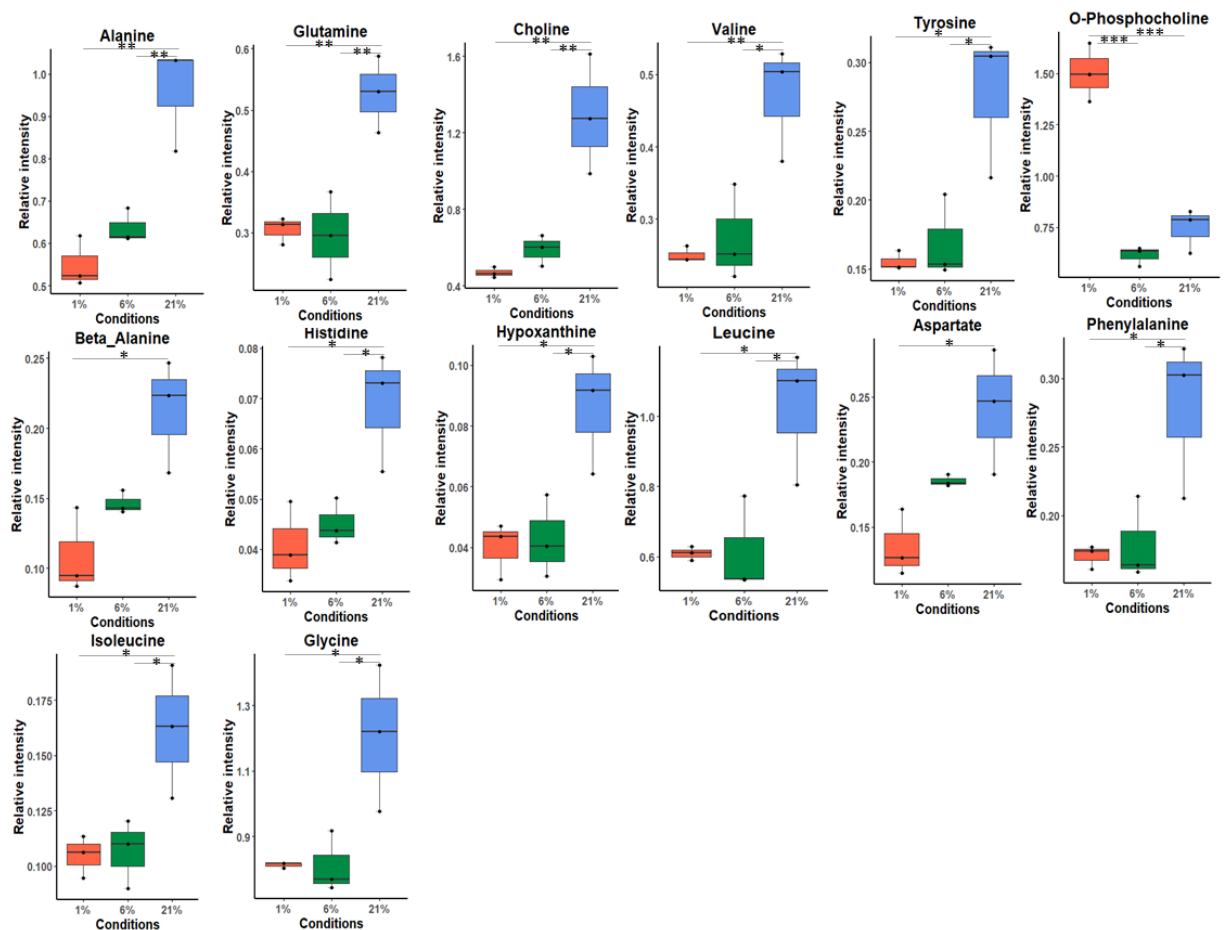 Alanine
**
**
Relative intensity
1.0
0.9
0.8
0.7
0.6
0.5
1% 6% 21%
Conditions
Glutamine
**
**
Relative intensity
0.6
0.5
0.4
0.3
1% 6% 21%
Conditions
Choline
**
**
Relative intensity
1.6
1.2
0.8
0.4
1% 6% 21%
Conditions
Valine
**
*
Relative intensity
0.5
0.4
0.3
1% 6% 21%
Conditions
Tyrosine
*
*
Relative intensity
0.30
0.25
0.20
0.15
1% 6% 21%
Conditions
O-Phosphocholine
*** ***
Relative intensity
1.50
1.25
1.00
0.75
1% 6% 21%
Conditions
Beta_Alanine
*
Relative intensity
0.25
0.20
0.15
0.10
1% 6% 21%
Conditions
Histidine
*
*
Relative intensity
0.08
0.07
0.06
0.05
0.04
1% 6% 21%
Conditions
Hypoxanthine
*
*
Relative intensity
0.10
0.08
0.06
0.04
1% 6% 21%
Conditions
Leucine
*
*
Relative intensity
1.0
0.8
0.6
1% 6% 21%
Conditions
Aspartate
*
Relative intensity
0.25
0.20
0.15
1% 6% 21%
Conditions
Phenylalanine
*
*
Relative intensity
0.30
0.25
0.20
1% 6% 21%
Conditions
Isoleucine
*
*
Relative intensity
0.175
0.150
0.125
0.100
1% 6% 21%
Conditions
Glycine
*
*
Relative intensity
1.3
1.1
0.9
1% 6% 21%
Conditions